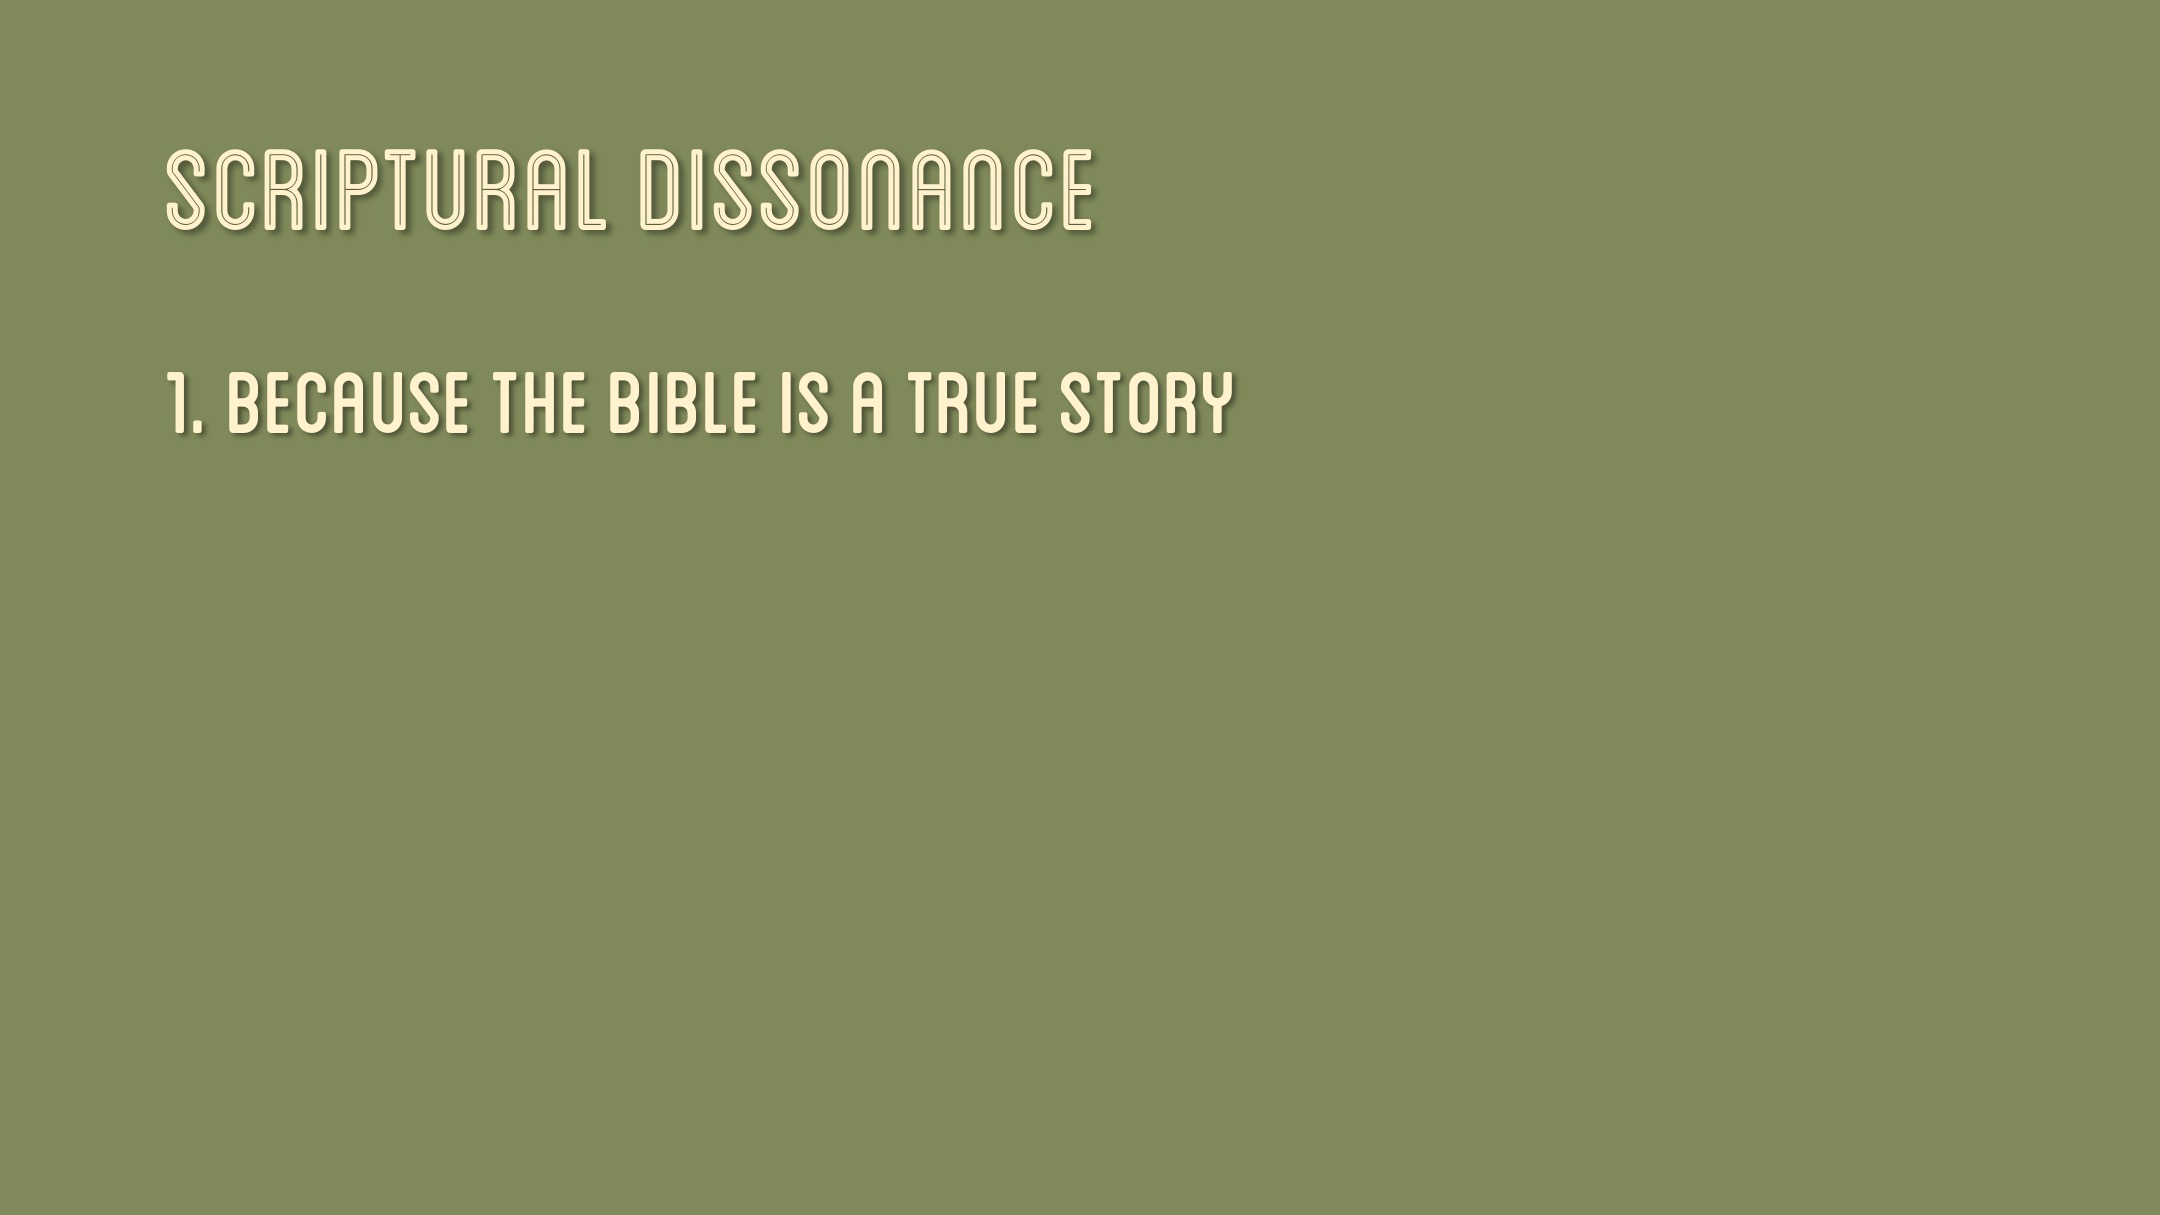 SCRIPTURAL DISSONANCE
1. BECAUSE THE BIBLE IS A TRUE STORY